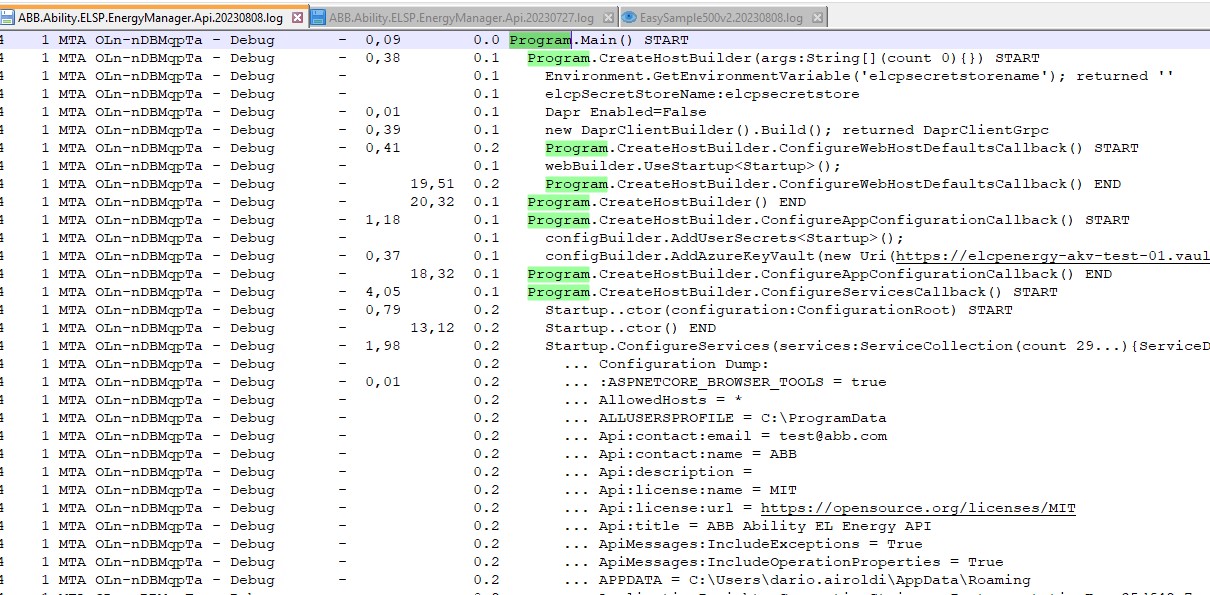 ABB.Ability.ELSP.EnergyManager.Api.20230808.log ABB.Ability.ELSP.EnergyManager.Api.20230727.log EasySample500v2.20230808.log
4 1 MTA OLn-nDBMqpTa - Debug - 0,09 0.0 Program.Main() START
4 1 MTA OLn-nDBMqpTa - Debug - 0,38 0.1 Program.CreateHostBuilder(args:String[](count 0){}) START
4 1 MTA OLn-nDBMqpTa - Debug - 0.1 Environment.GetEnvironmentVariable('elcpsecretstorename'); returned ''
4 1 MTA OLn-nDBMqpTa - Debug - 0.1 elcpSecretStoreName:elcpsecretstore
4 1 MTA OLn-nDBMqpTa - Debug - 0,01 0.1 Dapr Enabled=False
4 1 MTA OLn-nDBMqpTa - Debug - 0,39 0.1 new DaprClientBuilder().Build(); returned DaprClientGrpc
4 1 MTA OLn-nDBMqpTa - Debug - 0,41 0.2 Program.CreateHostBuilder.ConfigureWebHostDefaultsCallback() START
4 1 MTA OLn-nDBMqpTa - Debug - 0.1 webBuilder.UseStartup<Startup>();
4 1 MTA OLn-nDBMqpTa - Debug - 19,51 0.2 Program.CreateHostBuilder.ConfigureWebHostDefaultsCallback() END
4 1 MTA OLn-nDBMqpTa - Debug - 20,32 0.1 Program.CreateHostBuilder() END
4 1 MTA OLn-nDBMqpTa - Debug - 1,18 0.1 Program.CreateHostBuilder.ConfigureAppConfigurationCallback() START
4 1 MTA OLn-nDBMqpTa - Debug - 0.1 configBuilder.AddUserSecrets<Startup>();
4 1 MTA OLn-nDBMqpTa - Debug - 0,37 0.1 configBuilder.AddAzureKeyVault(new Uri(https://elcpenergy-akv-test-01.vaul
4 1 MTA OLn-nDBMqpTa - Debug - 18,32 0.1 Program.CreateHostBuilder.ConfigureAppConfigurationCallback() END
4 1 MTA OLn-nDBMqpTa - Debug - 4,05 0.1 Program.CreateHostBuilder.ConfigureServicesCallback() START
4 1 MTA OLn-nDBMqpTa - Debug - 0,79 0.2 Startup..ctor(configuration:ConfigurationRoot) START
4 1 MTA OLn-nDBMqpTa - Debug - 13,12 0.2 Startup..ctor() END
4 1 MTA OLn-nDBMqpTa - Debug - 1,98 0.2 Startup.ConfigureServices(services:ServiceCollection(count 29...){ServiceD
4 1 MTA OLn-nDBMqpTa - Debug - 0.2 ... Configuration Dump:
4 1 MTA OLn-nDBMqpTa - Debug - 0,01 0.2 ... :ASPNETCORE_BROWSER_TOOLS = true
4 1 MTA OLn-nDBMqpTa - Debug - 0.2 ... AllowedHosts = *
4 1 MTA OLn-nDBMqpTa - Debug - 0.2 ... ALLUSERSPROFILE = C:\ProgramData
4 1 MTA OLn-nDBMqpTa - Debug - 0.2 ... Api:contact:email = test@abb.com
4 1 MTA OLn-nDBMqpTa - Debug - 0.2 ... Api:contact:name = ABB
4 1 MTA OLn-nDBMqpTa - Debug - 0.2 ... Api:description =
4 1 MTA OLn-nDBMqpTa - Debug - 0.2 ... Api:license:name = MIT
4 1 MTA OLn-nDBMqpTa - Debug - 0.2 ... Api:license:url = https://opensource.org/licenses/MIT
4 1 MTA OLn-nDBMqpTa - Debug - 0.2 ... Api:title = ABB Ability EL Energy API
4 1 MTA OLn-nDBMqpTa - Debug - 0.2 ... ApiMessages:IncludeExceptions = True
4 1 MTA OLn-nDBMqpTa - Debug - 0.2 ... ApiMessages:IncludeOperationProperties = True
4 1 MTA OLn-nDBMqpTa - Debug - 0.2 ... APPDATA = C:\Users\dario.airoldi\AppData\Roaming